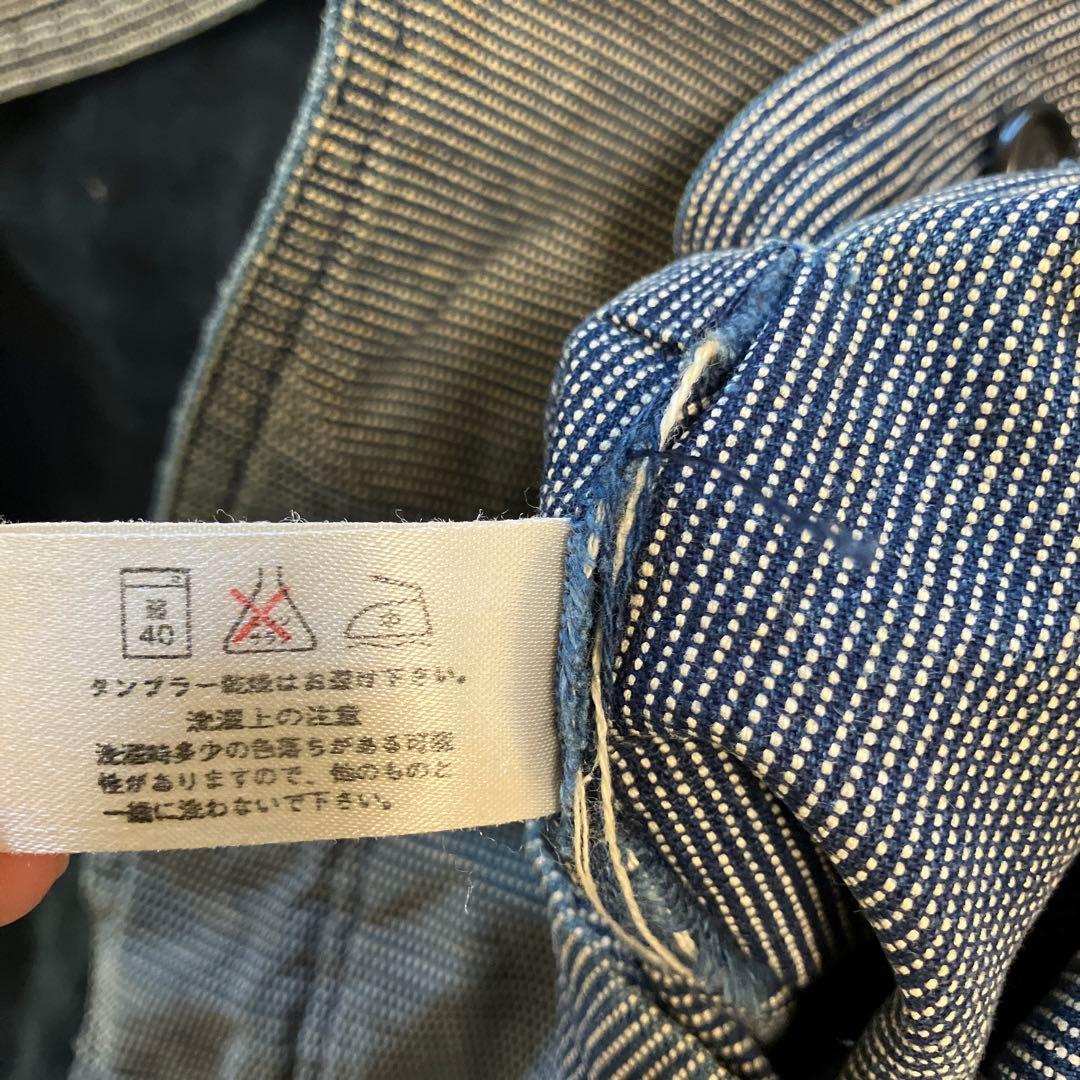 弱
40
タンブラー乾燥はお避け下さい。
洗濯上の注意
洗濯時多少の色落ちがある可能
性がありますので、他のものと
一緒に洗わないで下さい。